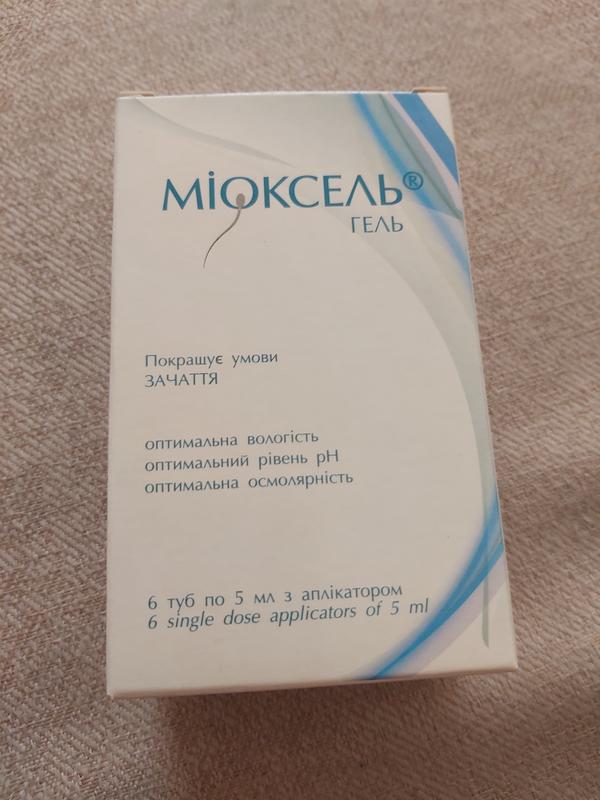 МіОКСЕЛЬ®
ГЕЛЬ
Покращує умови
ЗАЧАТТЯ
оптимальна вологість
оптимальний рівень pH
оптимальна осмолярність
6 туб по 5 мл з аплікатором
6 single dose applicators of 5 ml